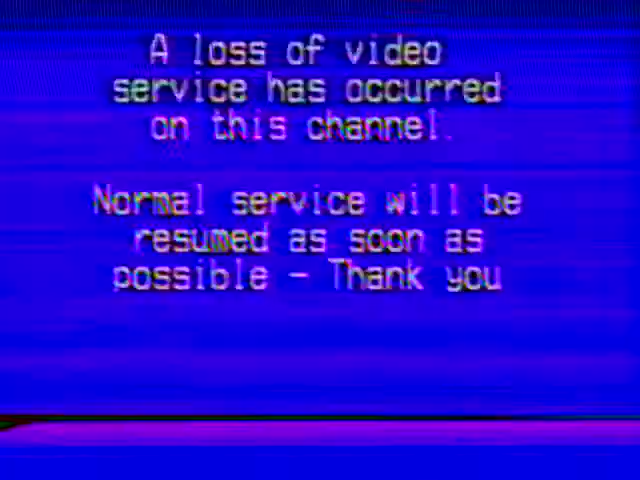 A loss of video
service has occurred
on this channel.
Normal service will be
resumed as soon as
possible - Thank you